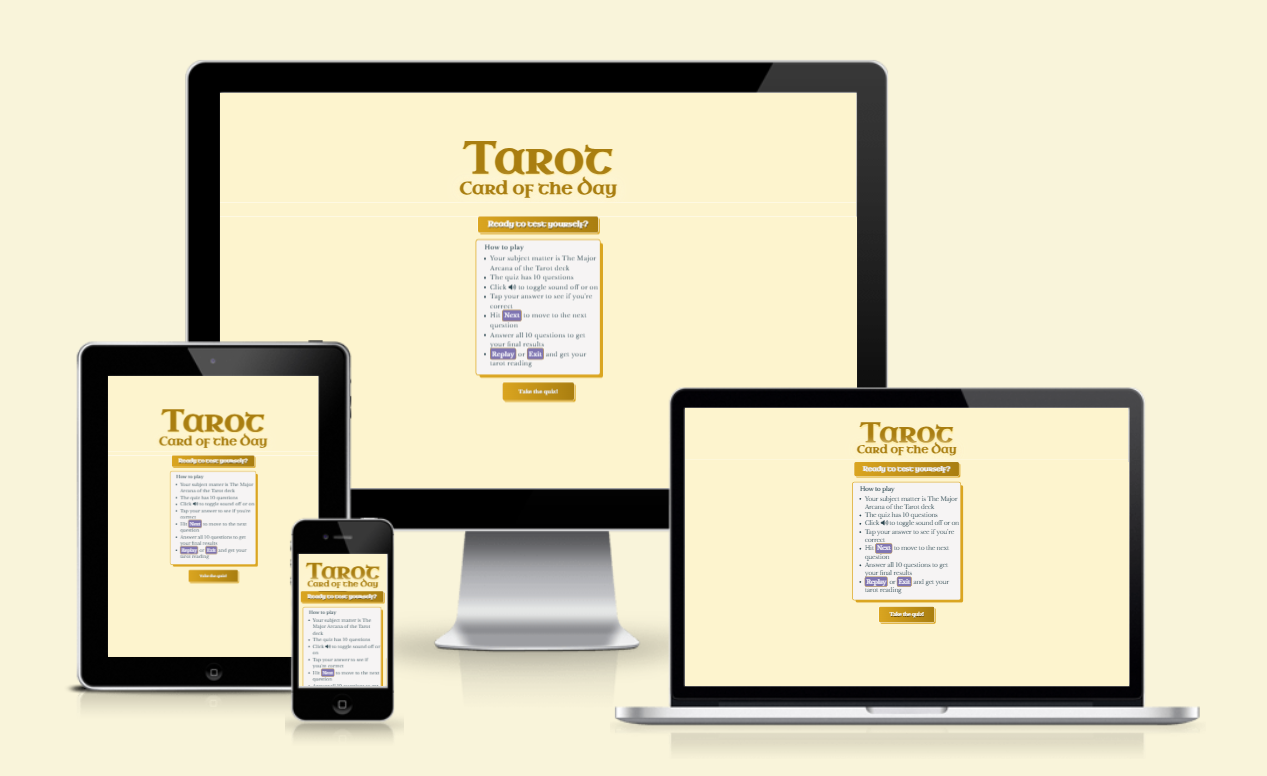 Tarot
Card of the Day
Ready to test yourself?
How to play
• Your subject matter is The Major
Arcana of the Tarot deck
• The quiz has 10 questions
• Click to toggle sound off or on
• Tap your answer to see if you're
correct
• Hit Next to move to the next
question
• Answer all 10 questions to get
your final results
• Replay or Exit and get your
tarot reading
Take the quiz!
Tarot
Card of the Day
Ready to test yourself?
How to play
• Your subject matter is The Major
Arcana of the Tarot deck
• The quiz has 10 questions
• Click to toggle sound off or on
• Tap your answer to see if you're
correct
• Hit Next to move to the next
question
• Answer all 10 questions to get
your final results
• Replay or Exit and get your
tarot reading
Take the quiz!
Tarot
Card of the Day
Ready to test yourself?
How to play
• Your subject matter is The
Major Arcana of the Tarot
deck
• The quiz has 10 questions
• Click to toggle sound off or
on
• Tap your answer to see if
you're correct
• Hit Next to move to the next
question
• Answer all 10 questions to get
Tarot
Card of the Day
Ready to test yourself?
How to play
• Your subject matter is The Major
Arcana of the Tarot deck
• The quiz has 10 questions
• Click to toggle sound off or on
• Tap your answer to see if you're
correct
• Hit Next to move to the next
question
• Answer all 10 questions to get
your final results
• Replay or Exit and get your
tarot reading
Take the quiz!